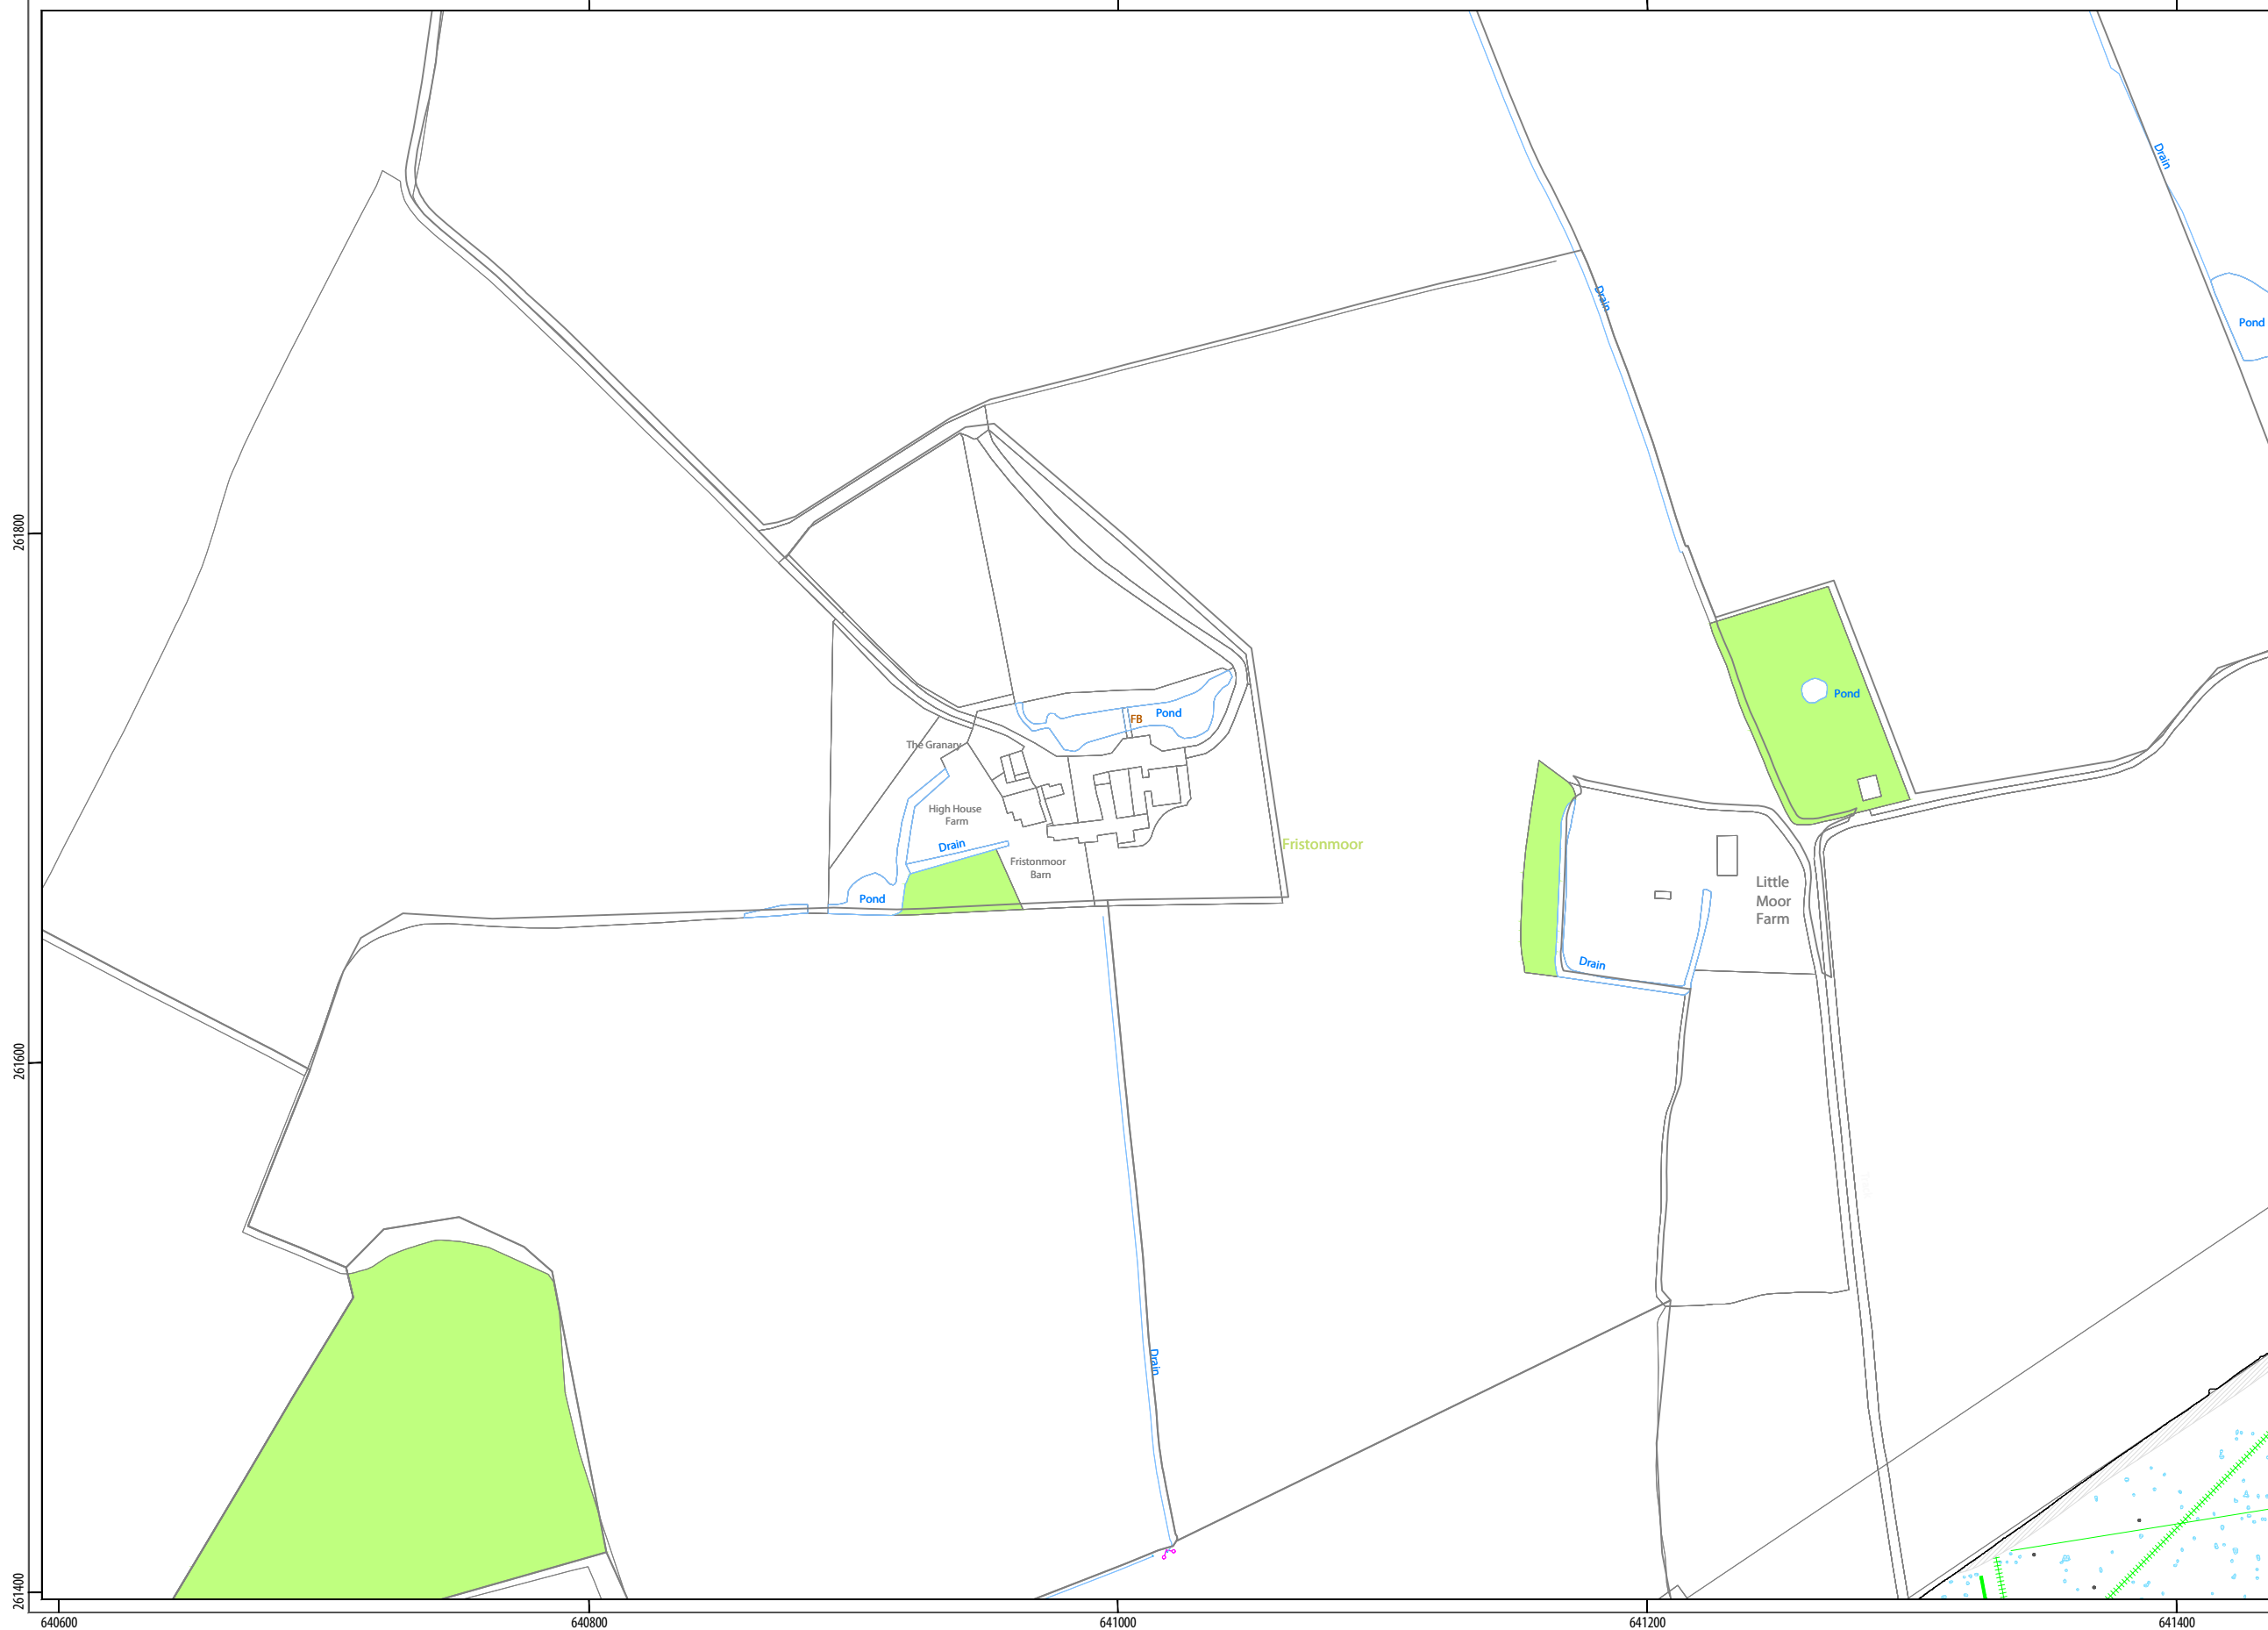 Drain
Drain
Pond
261800
Pond
Pond
FB
The Granary
High House
Farm
Drain
Fristonmoor
Fristonmoor
Barn
Pond
Little
Moor
Farm
Drain
261600
Drain
261400
640600
640800
641000
641200
641400